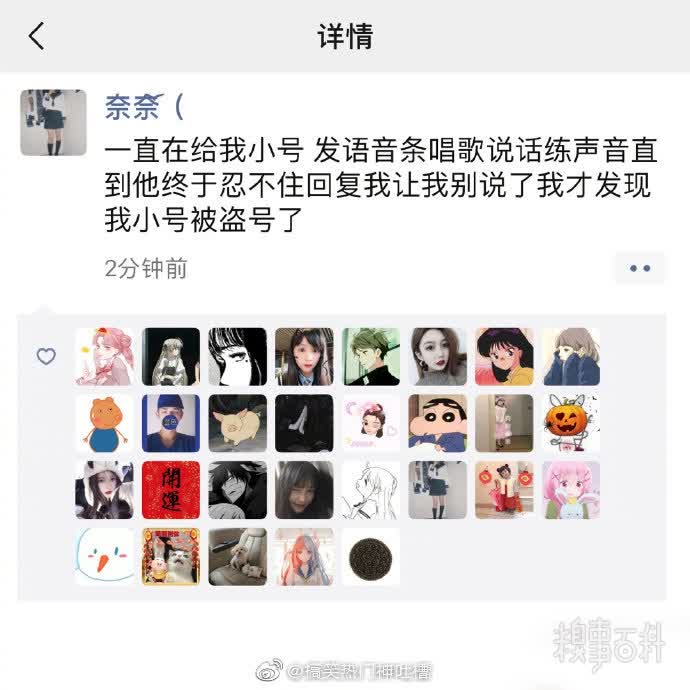 详情
奈奈（
一直在给我小号 发语音条唱歌说话练声音直
到他终于忍不住回复我让我别说了我才发现
我小号被盗号了
2分钟前
開運
@搞笑热门神吐槽
糗事百科